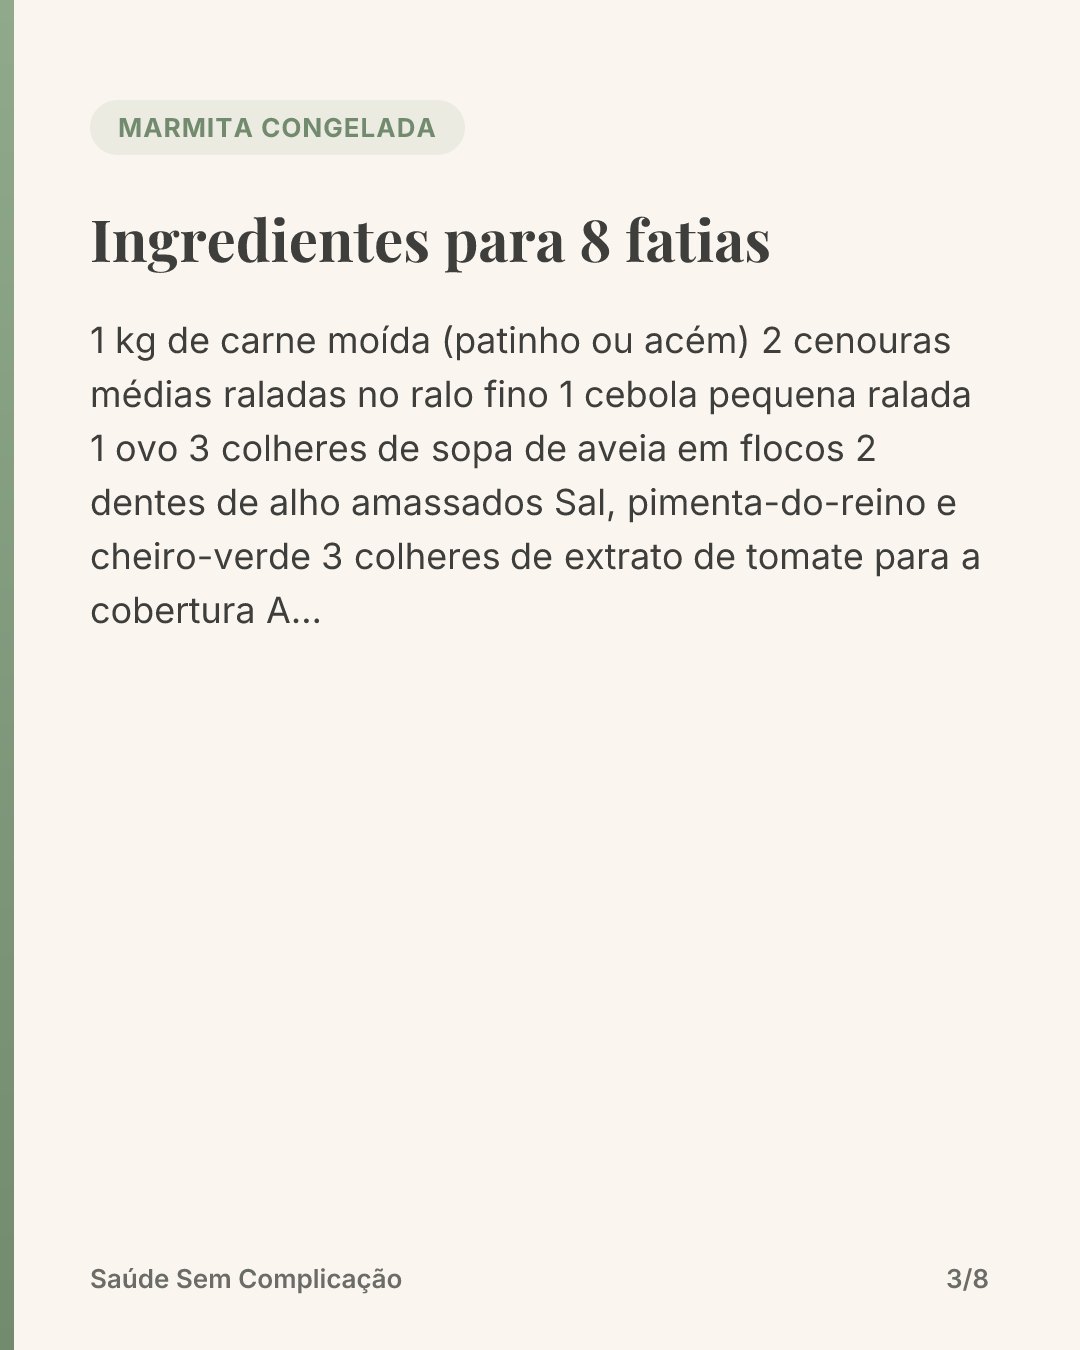 MARMITA CONGELADA
Ingredientes para 8 fatias
1 kg de carne moída (patinho ou acém) 2 cenouras
médias raladas no ralo fino 1 cebola pequena ralada
1 ovo 3 colheres de sopa de aveia em flocos 2
dentes de alho amassados Sal, pimenta-do-reino e
cheiro-verde 3 colheres de extrato de tomate para a
cobertura A...
Saúde Sem Complicação
3/8